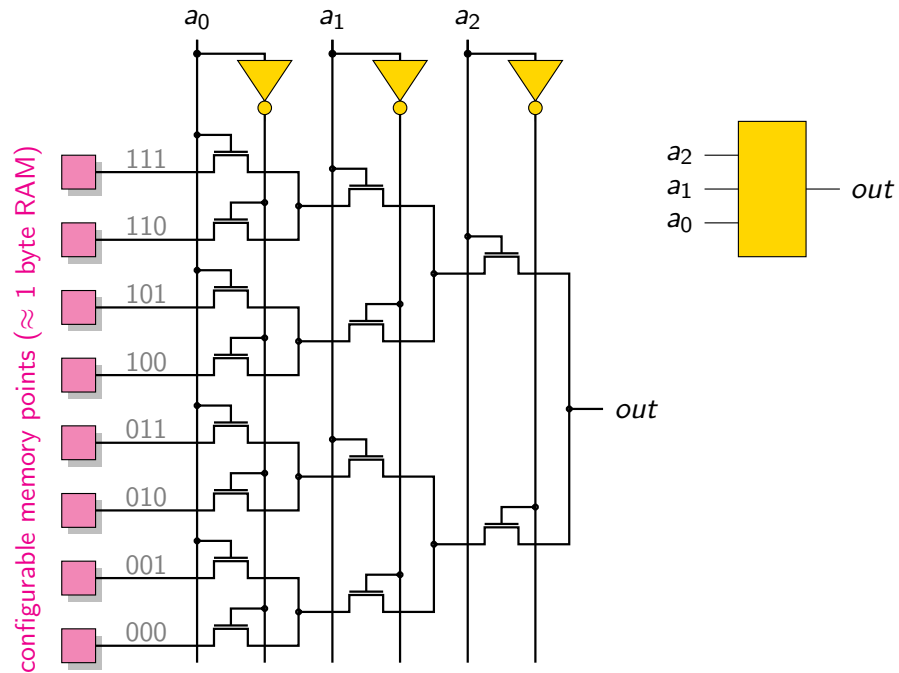 a₀ a₁ a₂
configurable memory points (≈ 1 byte RAM)
111
110
101
100
011
010
001
000
out
a₂
a₁
a₀
out